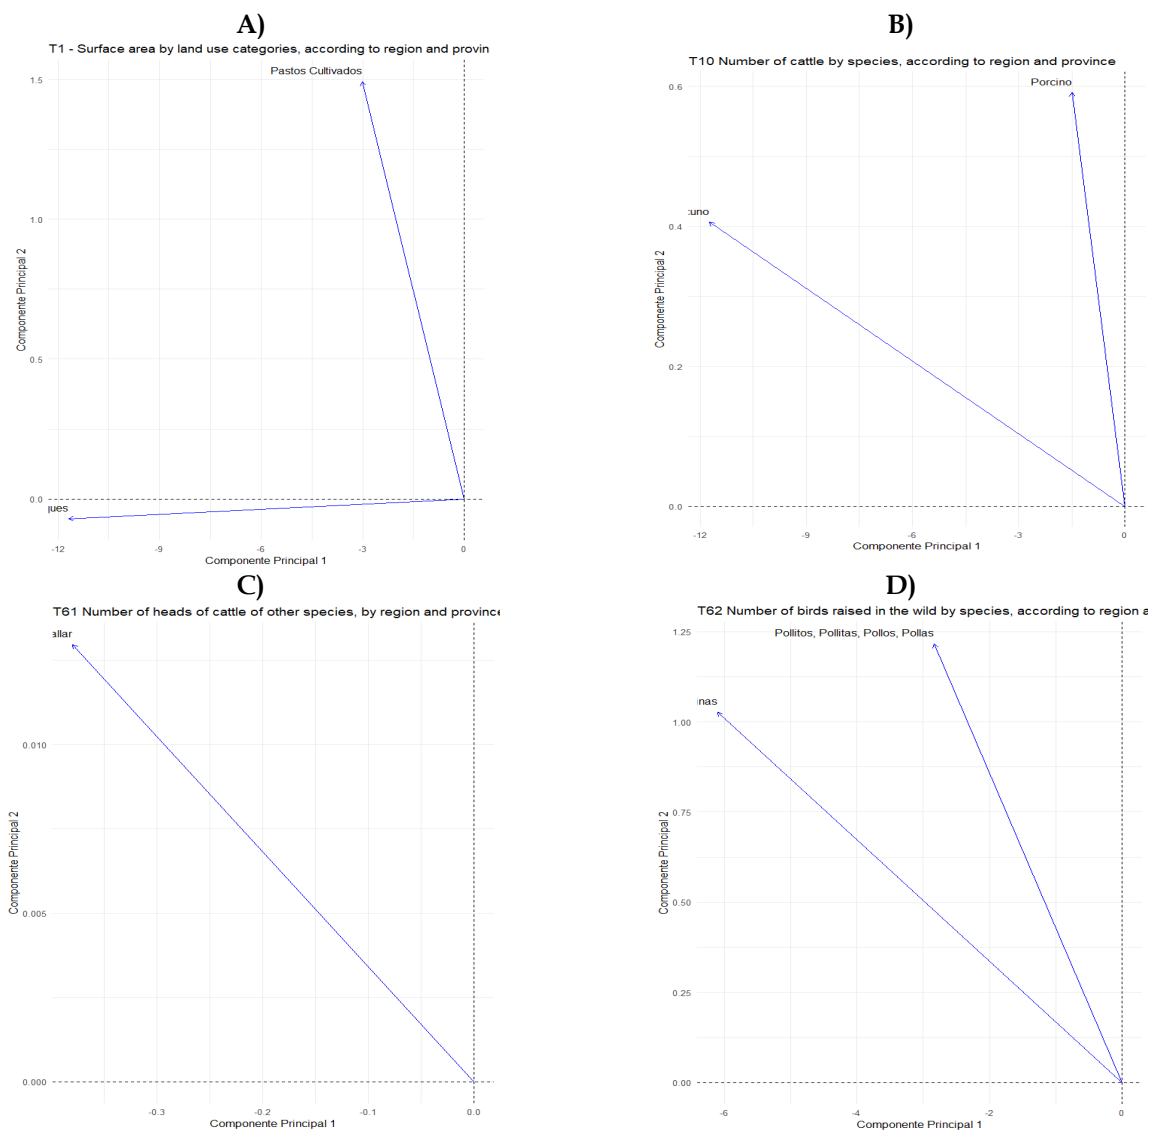 A)
T1 - Surface area by land use categories, according to region and provin
Pastos Cultivados
1.5
1.0
0.5
0.0
ues
-12
-9
-6
-3
0
Componente Principal 1
Componente Principal 2
B)
T10 Number of cattle by species, according to region and province
Porcino
0.6
uno
0.4
0.2
0.0
-12
-9
-6
-3
0
Componente Principal 1
Componente Principal 2
C)
T61 Number of heads of cattle of other species, by region and province
allar
0.010
0.005
0.000
-0.3
-0.2
-0.1
0.0
Componente Principal 1
Componente Principal 2
D)
T62 Number of birds raised in the wild by species, according to region a
Pollitos, Pollitas, Pollos, Pollas
1.25
nas
1.00
0.75
0.50
0.25
0.00
-6
-4
-2
0
Componente Principal 1
Componente Principal 2